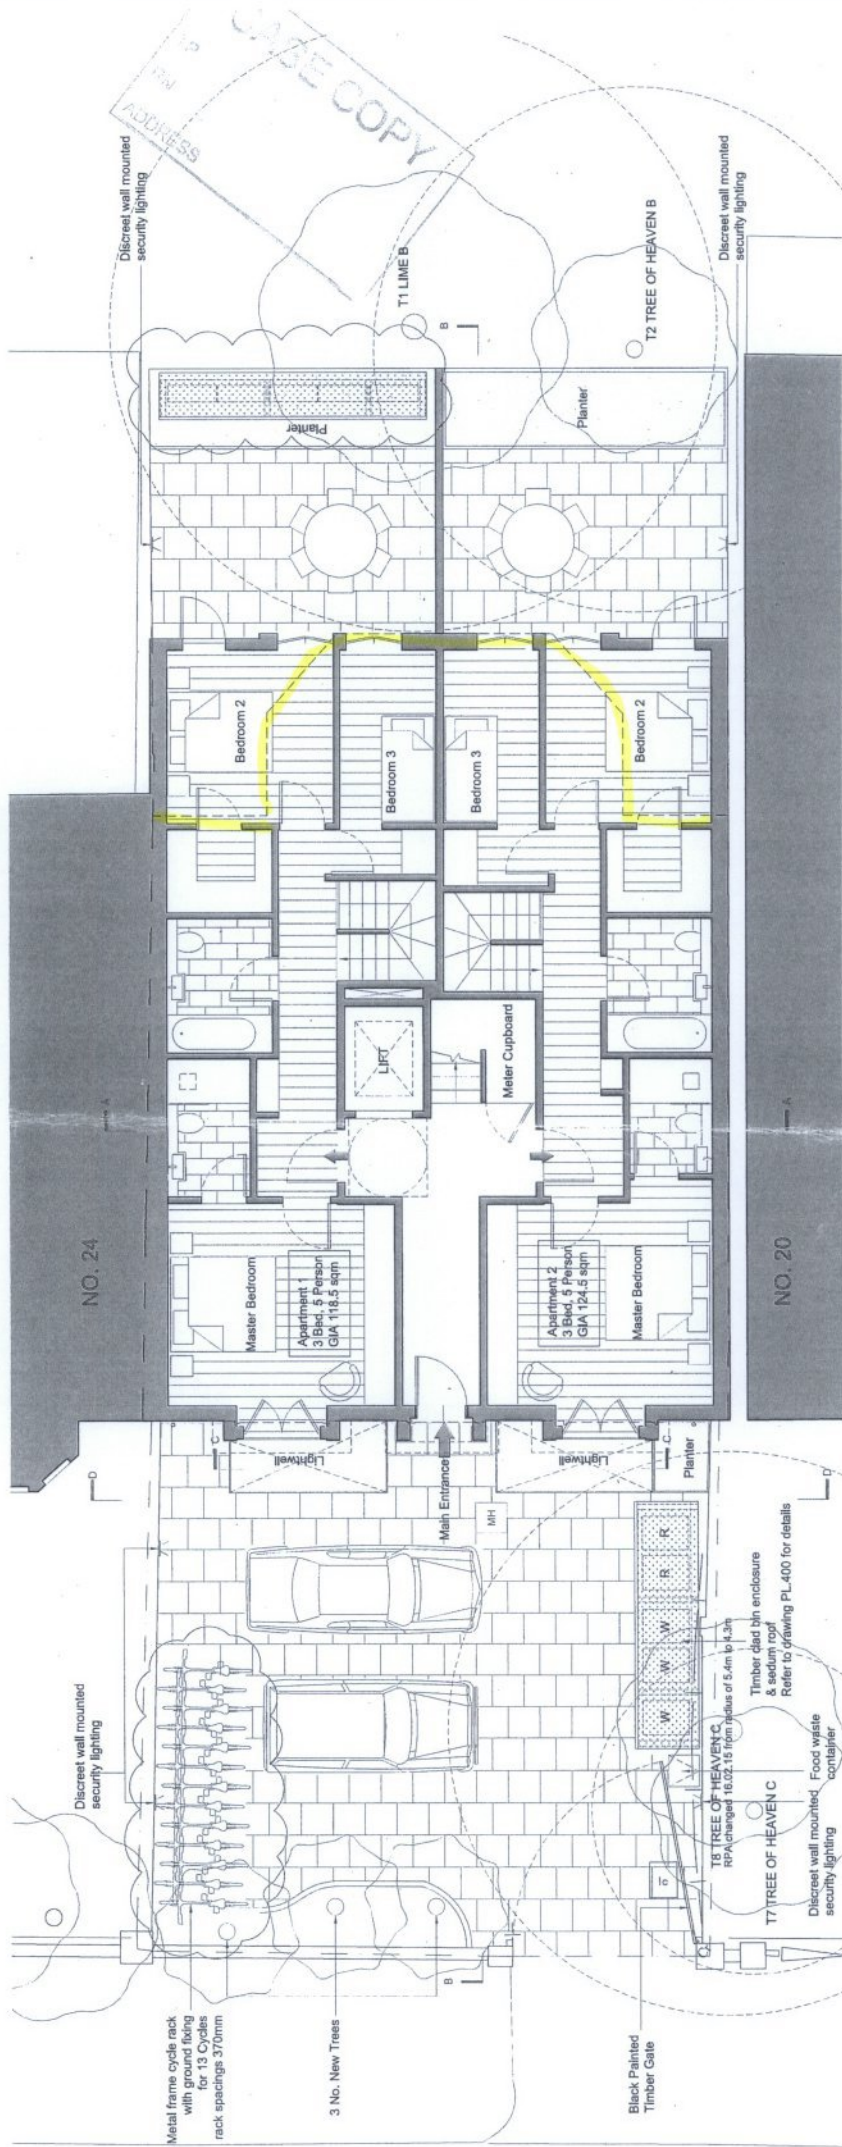 CASE COPY
ADDRESS
Discreet wall mounted
security lighting
T1 LIME B
B
T2 TREE OF HEAVEN B
Discreet wall mounted
security lighting
Planter
Planter
Bedroom 2
Bedroom 3
Bedroom 3
Bedroom 2
LIFT
Meter Cupboard
A
A
NO. 24
Master Bedroom
Apartment 1
3 Bed, 5 Person
GIA 118.5 sqm
Apartment 2
3 Bed, 5 Person
GIA 124.5 sqm
Master Bedroom
NO. 20
D
C
Lightwell
Main Entrance
Lightwell
C
Planter
D
MH
Discreet wall mounted
security lighting
W
W
W
R
R
Timber clad bin enclosure
& sedum roof
Refer to drawing PL.400 for details
T8 TREE OF HEAVEN C
RPA changed 16.02.15 from radius of 5.4m to 4.3m
Food waste
container
T7 TREE OF HEAVEN C
Discreet wall mounted
security lighting
Metal frame cycle rack
with ground fixing
for 13 Cycles
rack spacings 370mm
3 No. New Trees
B
Black Painted
Timber Gate